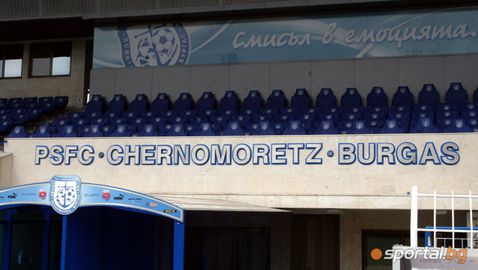 Смисъл в емоцията.
PSFC · CHERNOMORETZ · BURGAS
sportal.bg